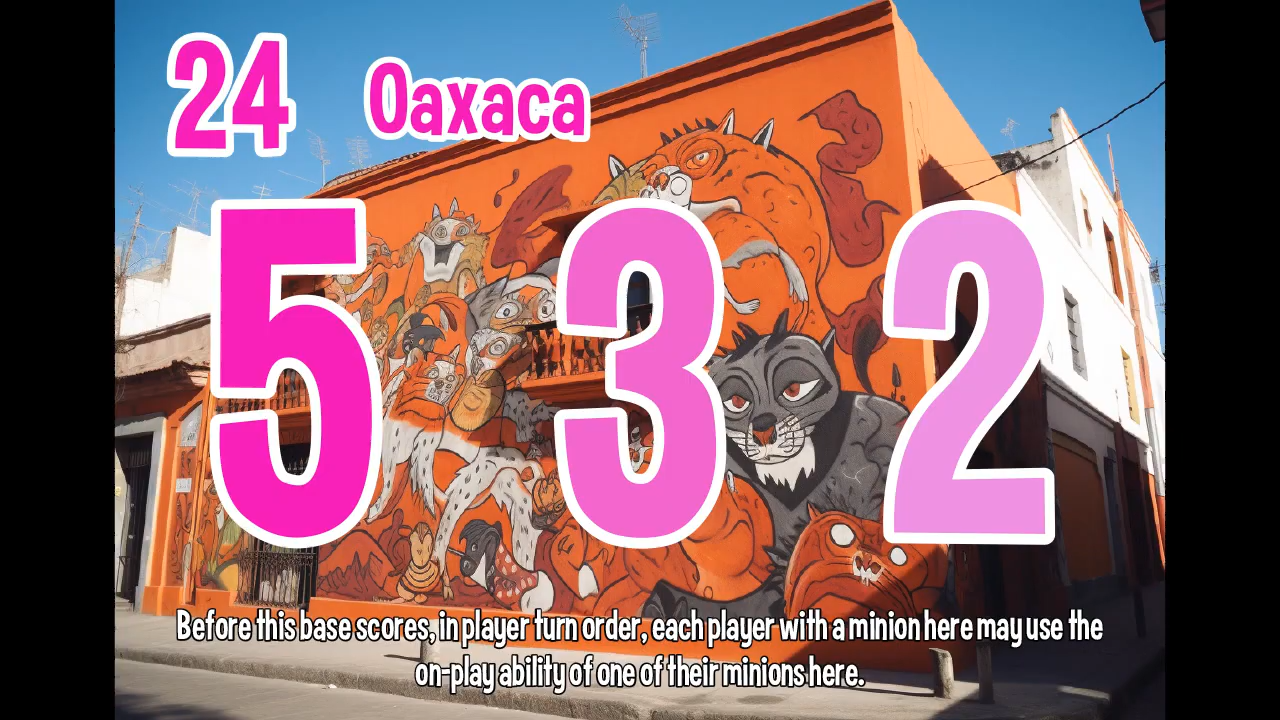 24 Oaxaca
5 3 2
Before this base scores, in player turn order, each player with a minion here may use the
on-play ability of one of their minions here.